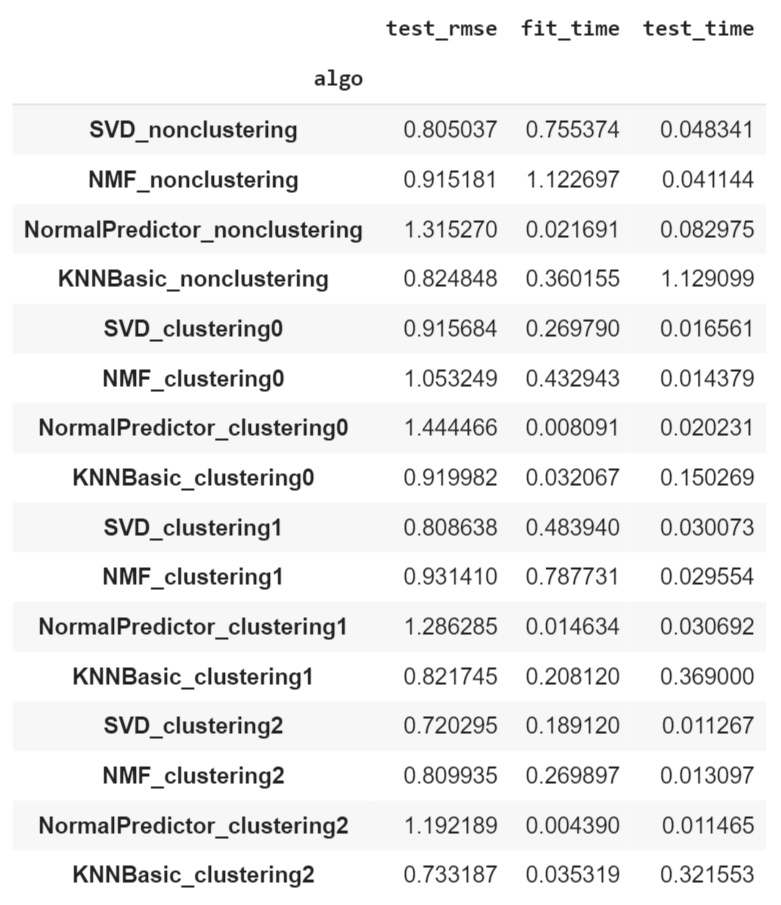 test_rmse fit_time test_time
algo
SVD_nonclustering 0.805037 0.755374 0.048341
NMF_nonclustering 0.915181 1.122697 0.041144
NormalPredictor_nonclustering 1.315270 0.021691 0.082975
KNNBasic_nonclustering 0.824848 0.360155 1.129099
SVD_clustering0 0.915684 0.269790 0.016561
NMF_clustering0 1.053249 0.432943 0.014379
NormalPredictor_clustering0 1.444466 0.008091 0.020231
KNNBasic_clustering0 0.919982 0.032067 0.150269
SVD_clustering1 0.808638 0.483940 0.030073
NMF_clustering1 0.931410 0.787731 0.029554
NormalPredictor_clustering1 1.286285 0.014634 0.030692
KNNBasic_clustering1 0.821745 0.208120 0.369000
SVD_clustering2 0.720295 0.189120 0.011267
NMF_clustering2 0.809935 0.269897 0.013097
NormalPredictor_clustering2 1.192189 0.004390 0.011465
KNNBasic_clustering2 0.733187 0.035319 0.321553